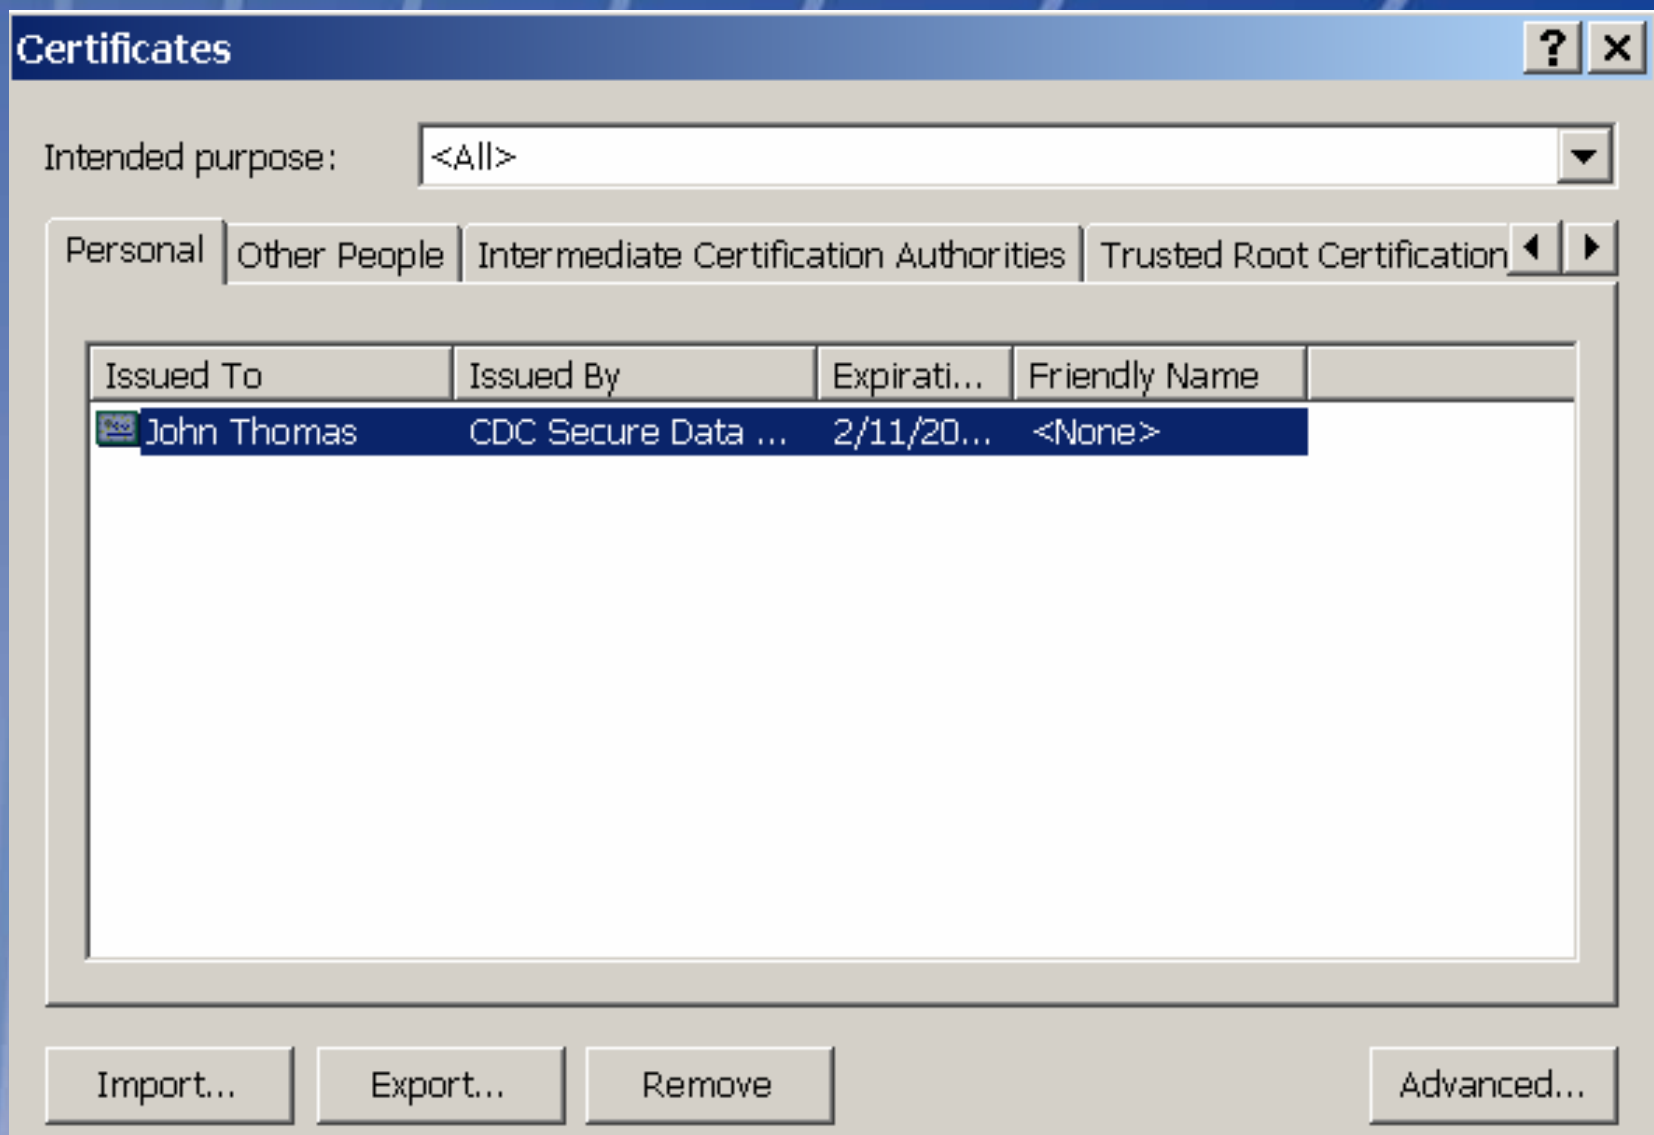 Certificates
Intended purpose: <All>
Personal Other People Intermediate Certification Authorities Trusted Root Certification
Issued To Issued By Expirati... Friendly Name
John Thomas CDC Secure Data ... 2/11/20... <None>
Import... Export... Remove Advanced...